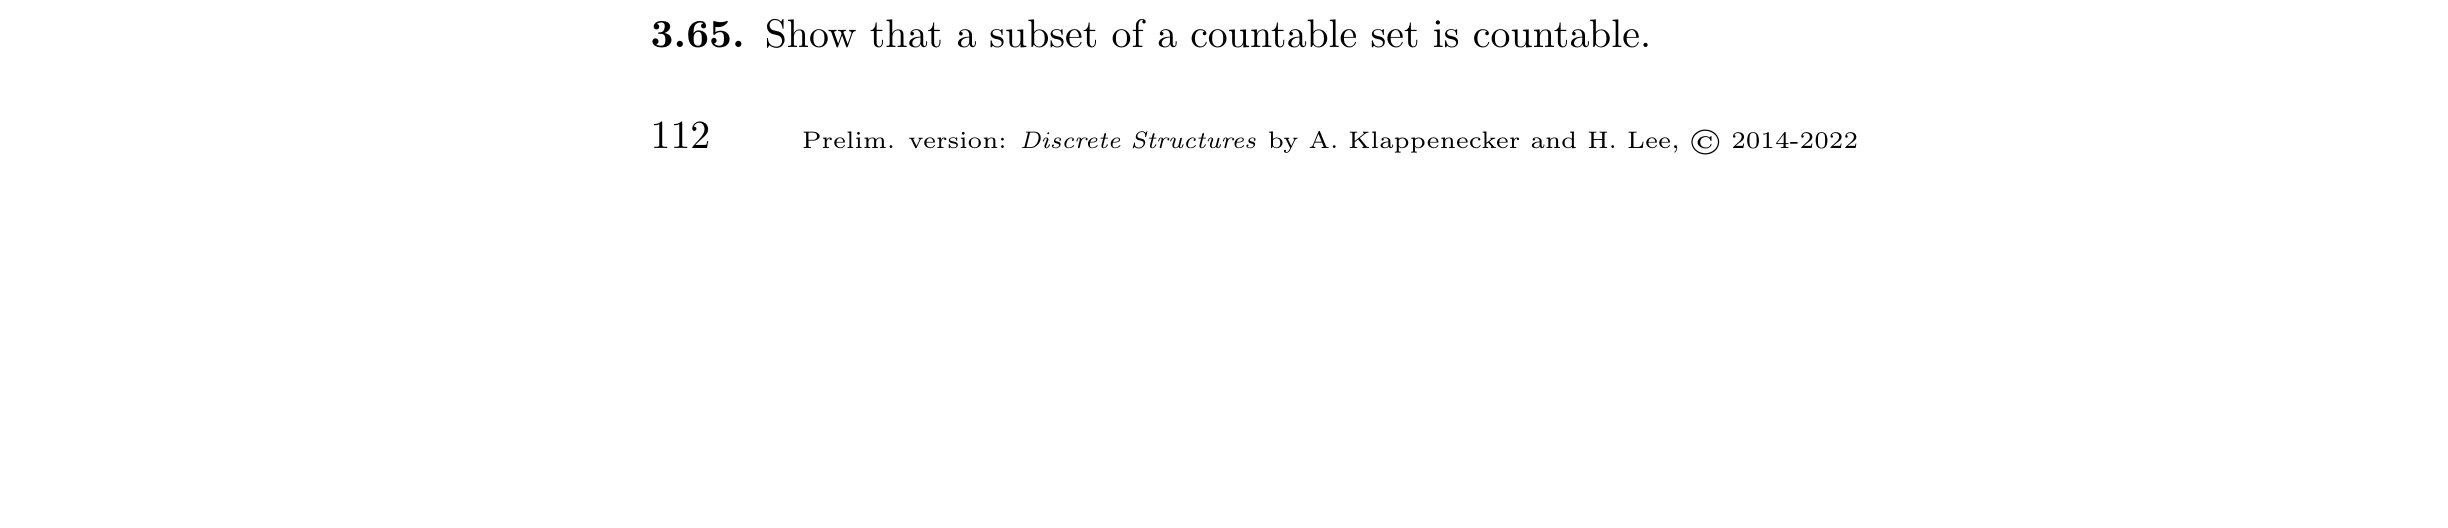 3.65. Show that a subset of a countable set is countable.
112 Prelim. version: Discrete Structures by A. Klappenecker and H. Lee, © 2014-2022